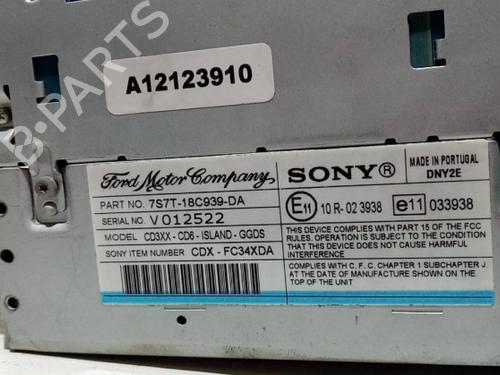 A12123910
B-PARTS
Ford Motor Company
SONY®
MADE IN PORTUGAL
DNY2E
PART NO. 7S7T-18C939-DA
SERIAL NO. V 012522
MODEL CD3XX - CD6 - ISLAND - GGDS
SONY ITEM NUMBER CDX - FC34XDA
E11 10 R- 02 3938
e11 033938
THIS DEVICE COMPLIES WITH PART 15 OF THE FCC
RULES. OPERATION IS SUBJECT TO THE CONDITION
THAT THIS DEVICE DOES NOT CAUSE HARMFUL
INTERFERENCE
COMPLIES WITH C. F. C. CHAPTER 1 SUBCHAPTER J
AT THE DATE OF MANUFACTURE SHOWN ON THE
TOP OF THE UNIT